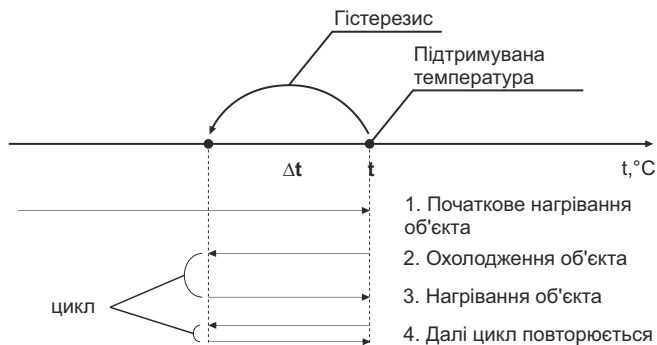 Гістерезис
Підтримувана
температура
Δt
t
t,°C
1. Початкове нагрівання
об'єкта
2. Охолодження об'єкта
3. Нагрівання об'єкта
цикл
4. Далі цикл повторюється